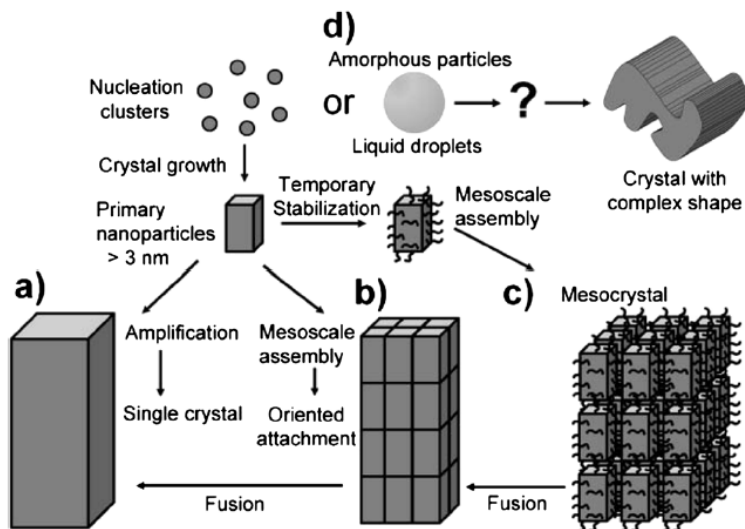 d)
Amorphous particles
Nucleation
clusters
or
?
Liquid droplets
Crystal growth
Crystal with
complex shape
Temporary
Stabilization
Mesoscale
assembly
Primary
nanoparticles
> 3 nm
a)
b)
c)
Mesocrystal
Amplification
Mesoscale
assembly
Single crystal
Oriented
attachment
Fusion
Fusion